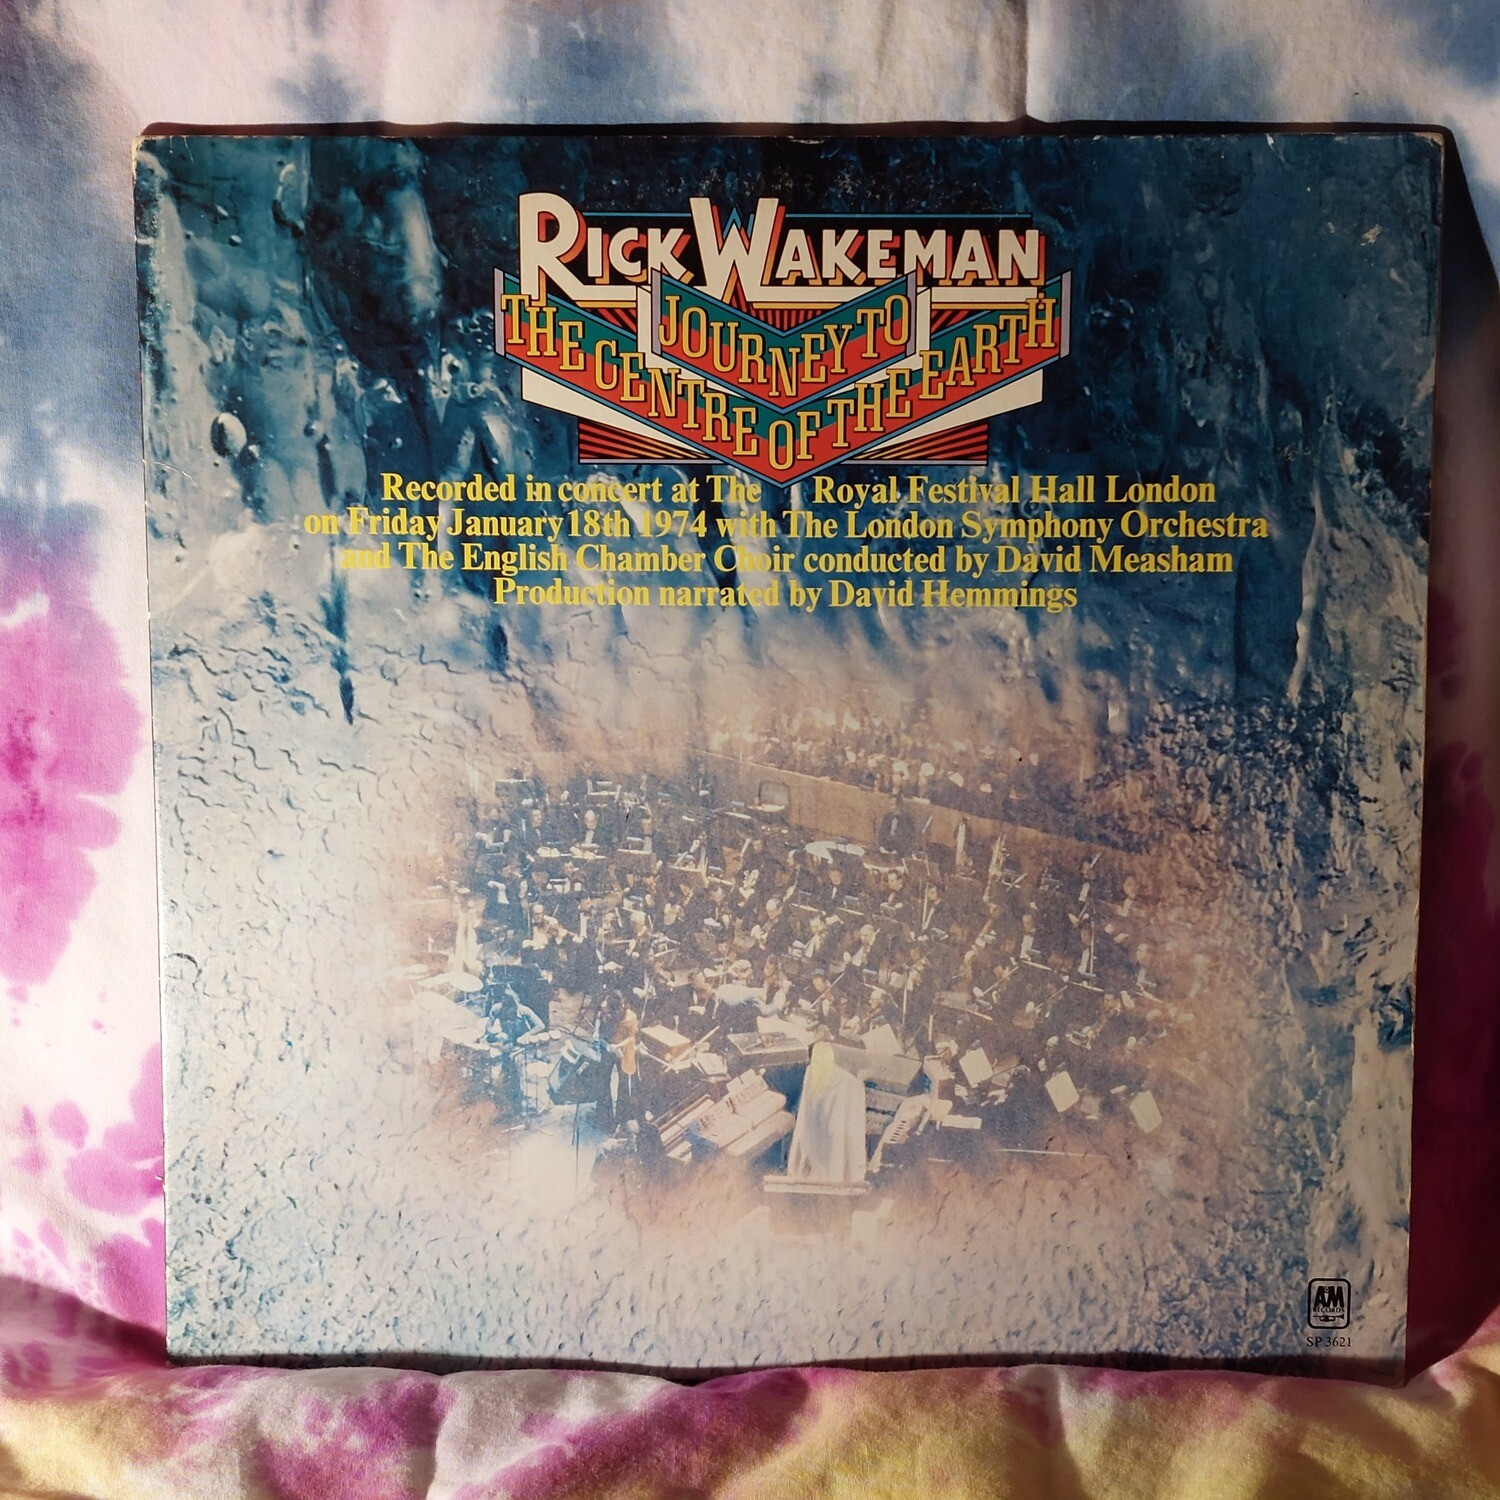 RICK WAKEMAN
JOURNEY TO
THE CENTRE OF THE EARTH
Recorded in concert at The Royal Festival Hall London
on Friday January 18th 1974 with The London Symphony Orchestra
and The English Chamber Choir conducted by David Measham
Production narrated by David Hemmings
A&M
RECORDS
SP 3621